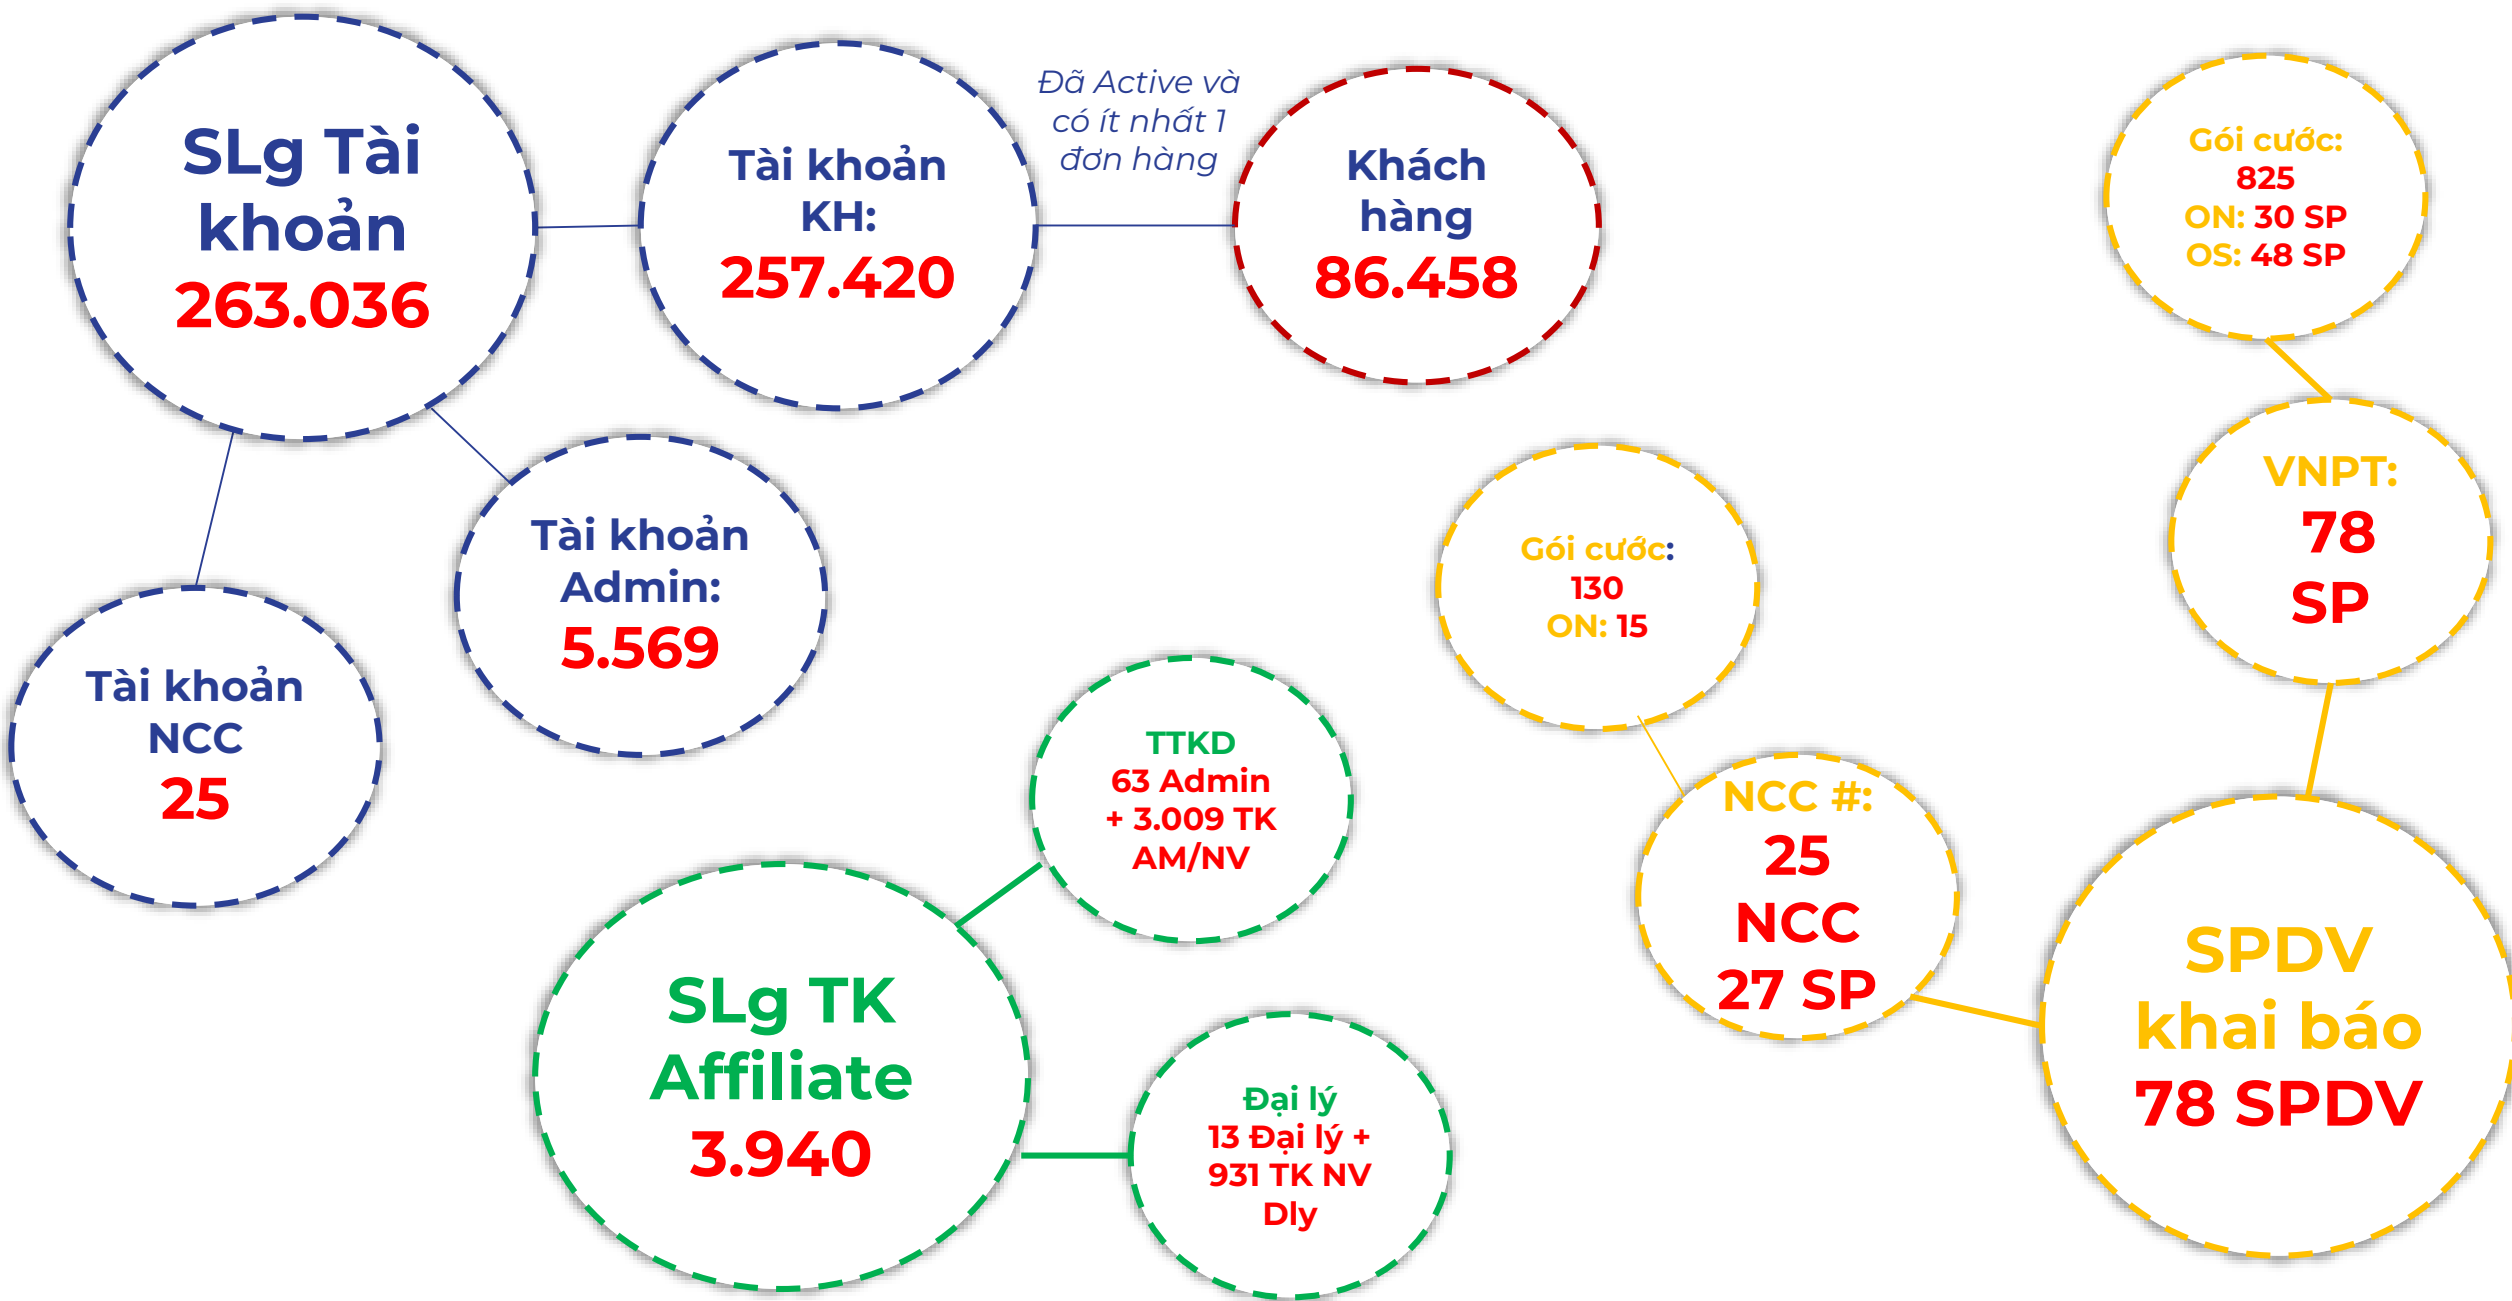 SLg Tài
khoản
263.036
Tài khoản
KH:
257.420
Đã Active và
có ít nhất 1
đơn hàng
Khách
hàng
86.458
Tài khoản
Admin:
5.569
Tài khoản
NCC
25
SLg TK
Affiliate
3.940
TTKD
63 Admin
+ 3.009 TK
AM/NV
Đại lý
13 Đại lý +
931 TK NV
Dly
Gói cước:
825
ON: 30 SP
OS: 48 SP
VNPT:
78
SP
Gói cước:
130
ON: 15
NCC #:
25
NCC
27 SP
SPDV
khai báo
78 SPDV